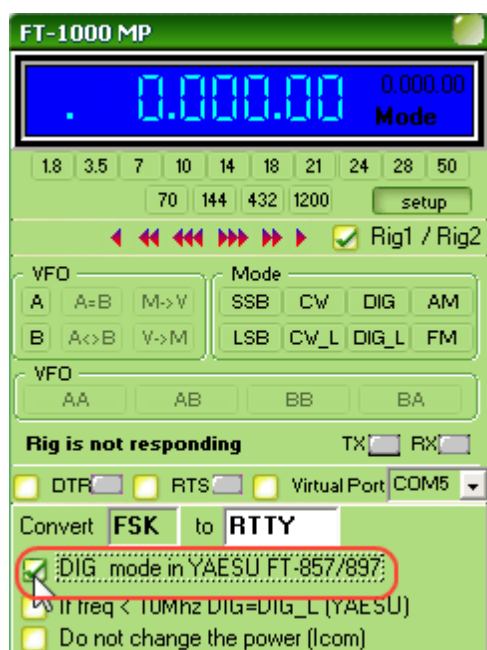 FT-1000 MP
. 0.000.00 0.000.00
Mode
1.8 3.5 7 10 14 18 21 24 28 50
70 144 432 1200 setup
Rig1 / Rig2
VFO Mode
A A=B M->V SSB CW DIG AM
B A<>B V->M LSB CW_L DIG_L FM
VFO
AA AB BB BA
Rig is not responding TX RX
DTR RTS Virtual Port COM5
Convert FSK to RTTY
DIG mode in YAESU FT-857/897
If freq < 10Mhz DIG=DIG_L (YAESU)
Do not change the power (Icom)